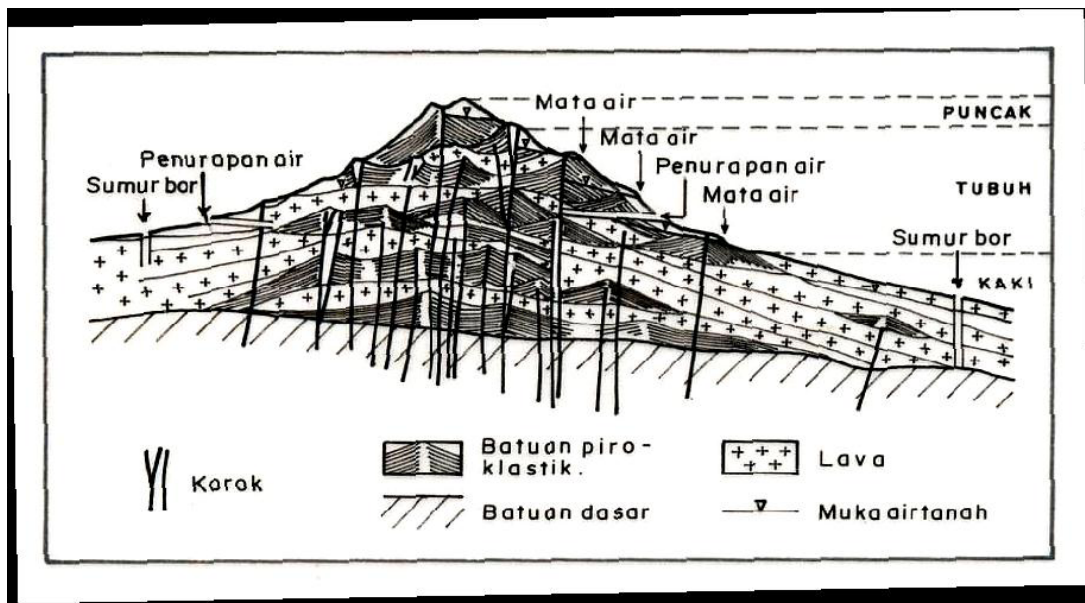 Mata air
PUNCAK
Mata air
Penurapan air
Penurapan air
Sumur bor
Mata air
TUBUH
Sumur bor
KAKI
Korok
Batuan piro-
klastik.
Lava
Batuan dasar
Muka airtanah